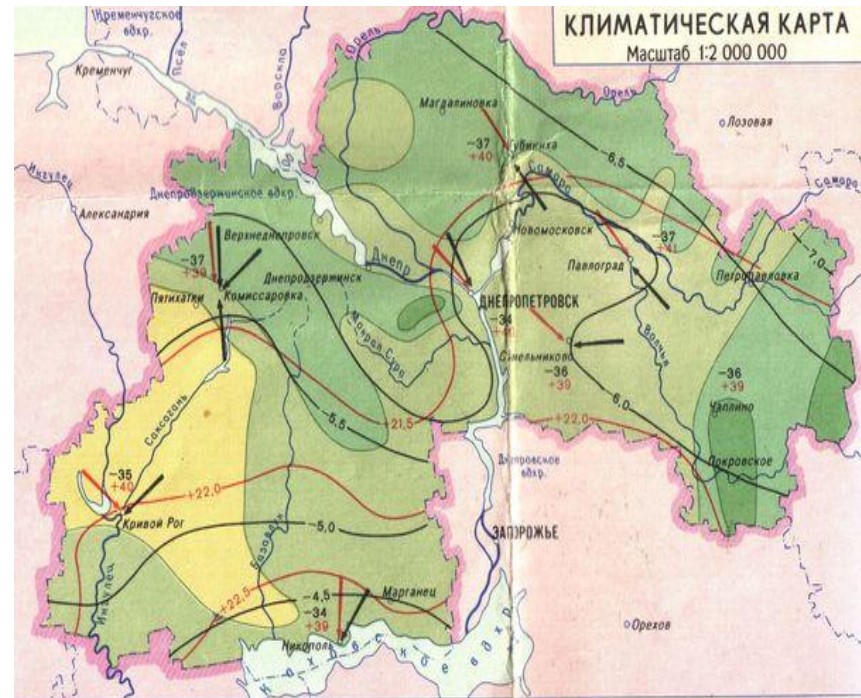 КЛИМАТИЧЕСКАЯ КАРТА
Масштаб 1:2 000 000
Кременчугское
вдхр.
Псёл
Ворскла
Кременчуг
Орель
Орель
Магдалиновка
Лозовая
-6,5
-37
+40
Губиниха
Самара
Самара
Ингулец
Днепродзержинское вдхр.
Александрия
Верхнеднепровск
Днепр
Новомосковск
-37
+41
-7,0
-37
+39
Павлоград
Петропавловка
Днепродзержинск
Пятихатки
Комиссаровка
ДНЕПРОПЕТРОВСК
Мокрая Сура
-34
+40
Волчья
Синельниково
-36
+39
-36
+39
Саксагань
-5,5
+21,5
-6,0
+22,0
Чаплино
Днепровское
вдхр.
Покровское
-35
+40
+22,0
Кривой Рог
-5,0
ЗАПОРОЖЬЕ
Базавлук
Ингулец
+22,5
-4,5
Марганец
-34
+39
Орехов
Никополь
Каховское вдхр.